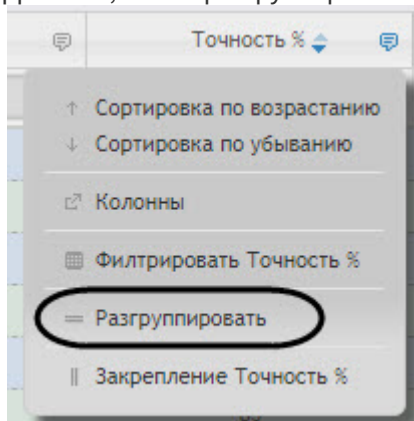 Точность %
Сортировка по возрастанию
Сортировка по убыванию
Колонны
Филтрировать Точность %
Разгруппировать
Закрепление Точность %